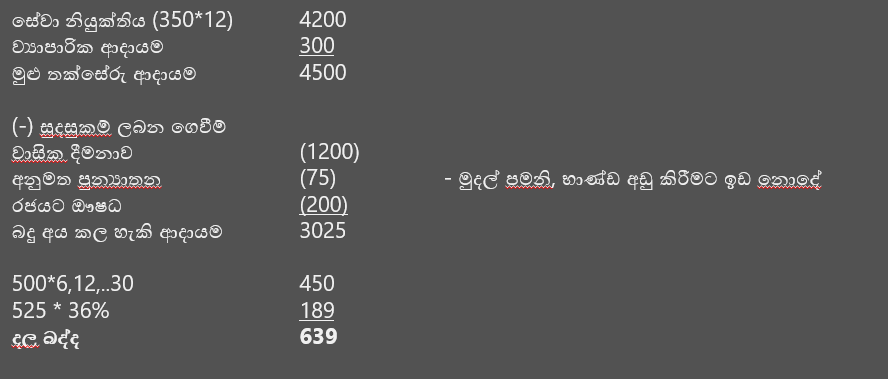 සේවා නියුක්තිය (350*12) 4200
ව්‍යාපාරික ආදායම 300
මුළු තක්සේරු ආදායම 4500
(-) සුදසුකම් ලබන ගෙවීම්
වාසික දීමනාව (1200)
අනුමත පුන්‍යාතන (75) - මුදල් පමනි, භාණ්ඩ අඩු කිරීමට ඉඩ නොදේ
රජයට ඖෂධ (200)
බදු අය කල හැකි ආදායම 3025
500*6,12,..30 450
525 * 36% 189
දල බද්ද 639